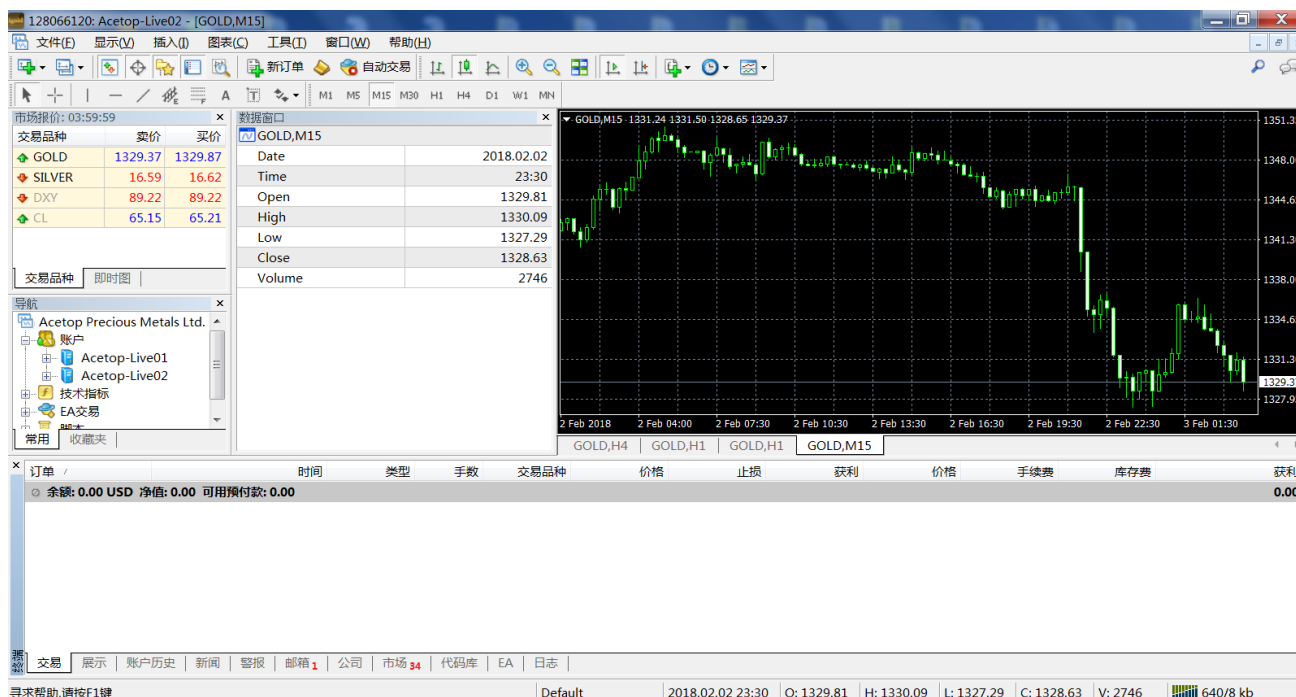 128066120: Acetop-Live02 - [GOLD,M15]
文件(F) 显示(V) 插入(I) 图表(C) 工具(T) 窗口(W) 帮助(H)
新订单 自动交易
A T M1 M5 M15 M30 H1 H4 D1 W1 MN
市场报价: 03:59:59
交易品种 卖价 买价
GOLD 1329.37 1329.87
SILVER 16.59 16.62
DXY 89.22 89.22
CL 65.15 65.21
交易品种 即时图
导航
Acetop Precious Metals Ltd.
账户
Acetop-Live01
Acetop-Live02
技术指标
EA交易
常用 收藏夹
数据窗口
GOLD,M15
Date 2018.02.02
Time 23:30
Open 1329.81
High 1330.09
Low 1327.29
Close 1328.63
Volume 2746
GOLD,M15 1331.24 1331.50 1328.65 1329.37
1351.3
1348.0
1344.6
1341.3
1338.0
1334.6
1331.3
1329.3
1327.9
2 Feb 2018 2 Feb 04:00 2 Feb 07:30 2 Feb 10:30 2 Feb 13:30 2 Feb 16:30 2 Feb 19:30 2 Feb 22:30 3 Feb 01:30
GOLD,H4 GOLD,H1 GOLD,H1 GOLD,M15
订单 / 时间 类型 手数 交易品种 价格 止损 获利 价格 手续费 库存费 获利
余额: 0.00 USD 净值: 0.00 可用预付款: 0.00 0.00
交易 展示 账户历史 新闻 警报 邮箱 1 公司 市场 34 代码库 EA 日志
寻求帮助,请按F1键 Default 2018.02.02 23:30 O: 1329.81 H: 1330.09 L: 1327.29 C: 1328.63 V: 2746 640/8 kb